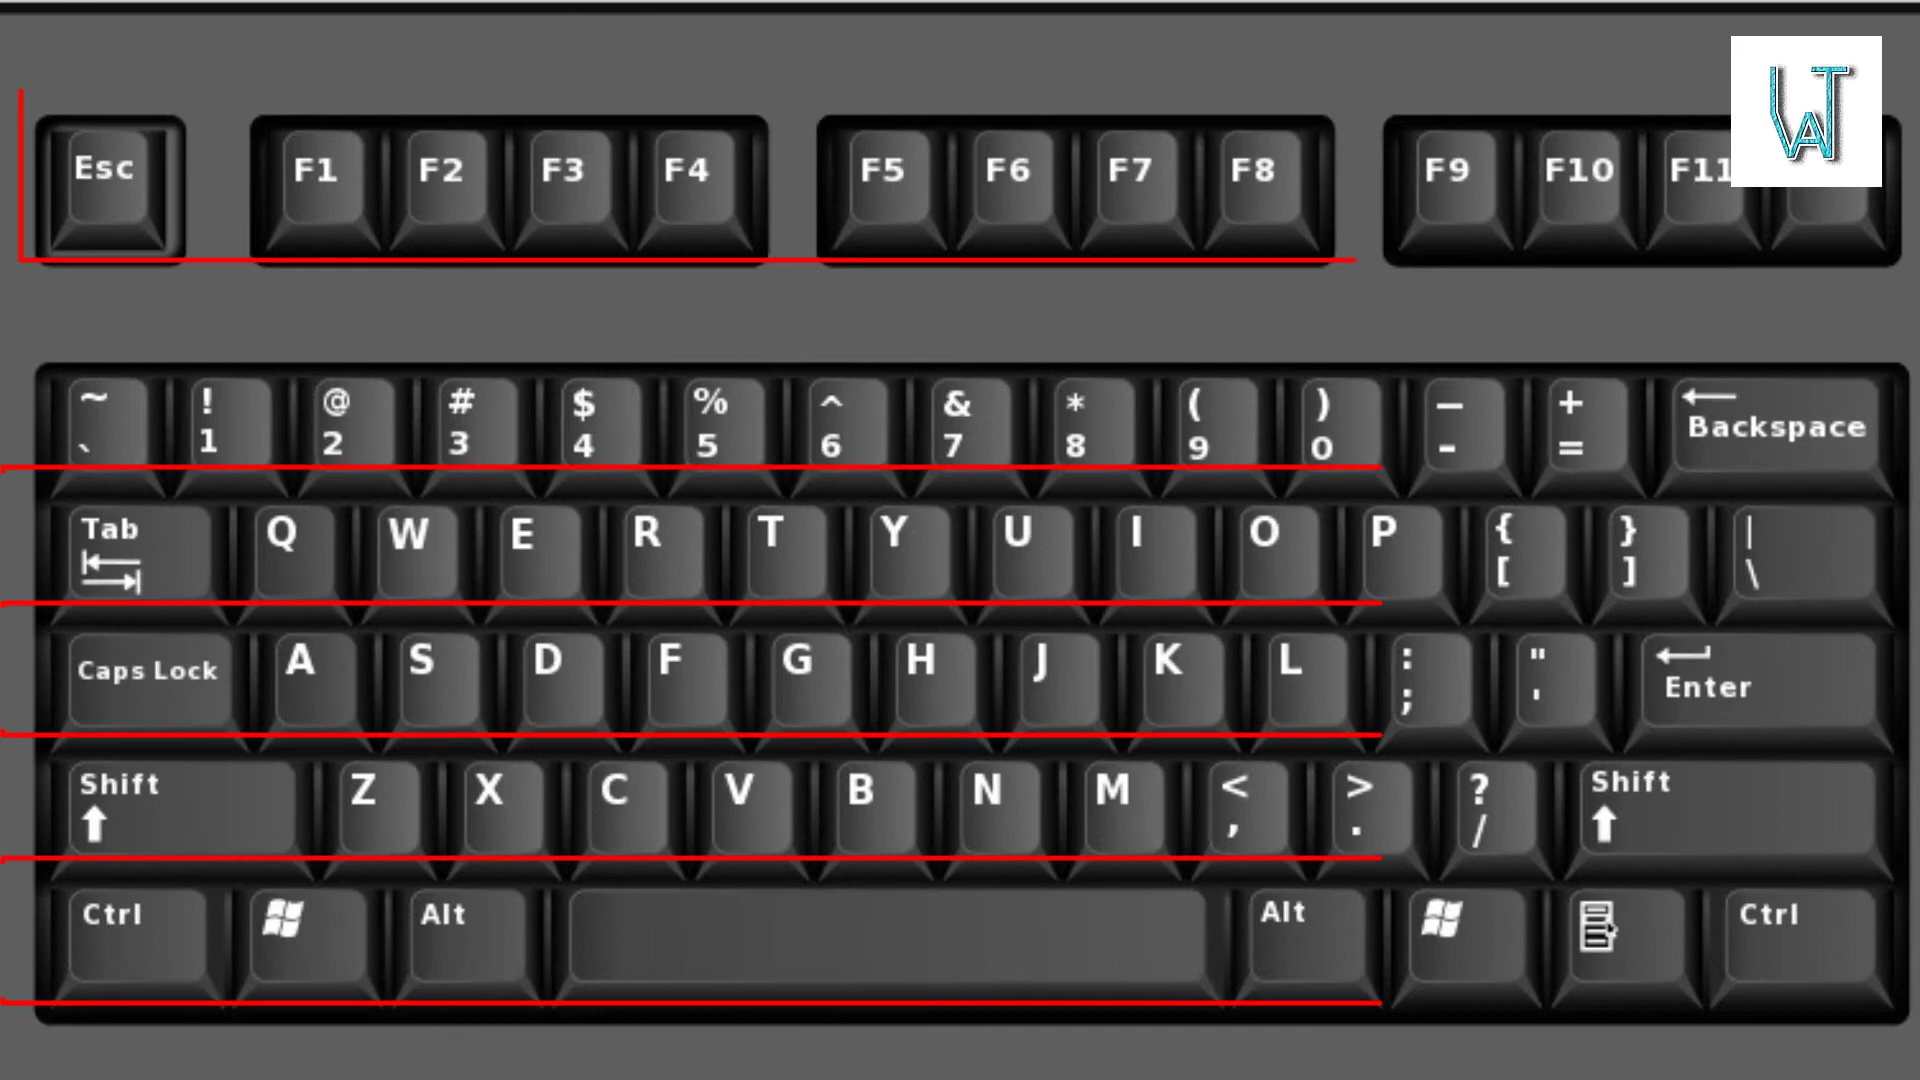 Esc F1 F2 F3 F4 F5 F6 F7 F8 F9 F10 F11
~ ! @ # $ % ^ & * ( ) _ +
` 1 2 3 4 5 6 7 8 9 0 - = Backspace
Tab Q W E R T Y U I O P { } |
[ ] \
Caps Lock A S D F G H J K L : "
; ' Enter
Shift Z X C V B N M < > ? Shift
, . /
Ctrl Alt Alt Ctrl